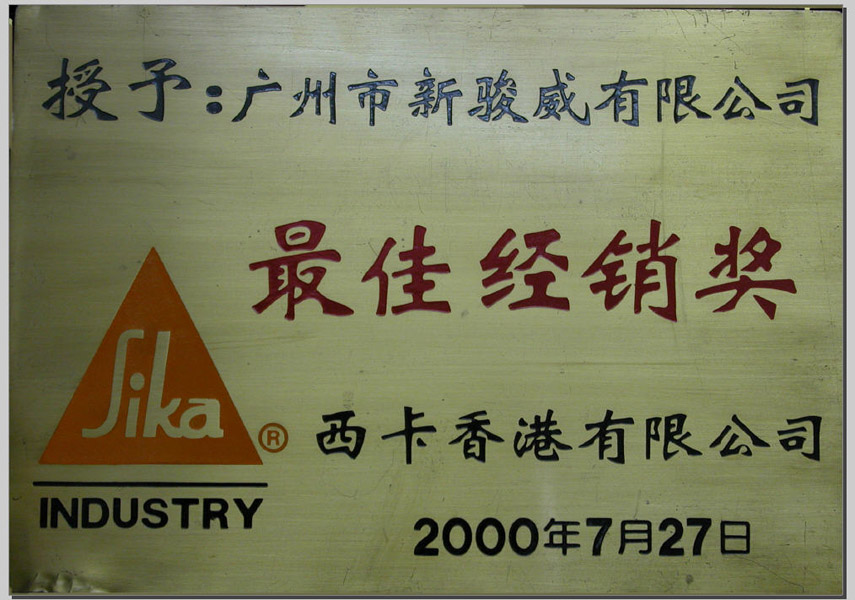 授予:广州市新骏威有限公司
最佳经销奖
Sika®
INDUSTRY
西卡香港有限公司
2000年7月27日